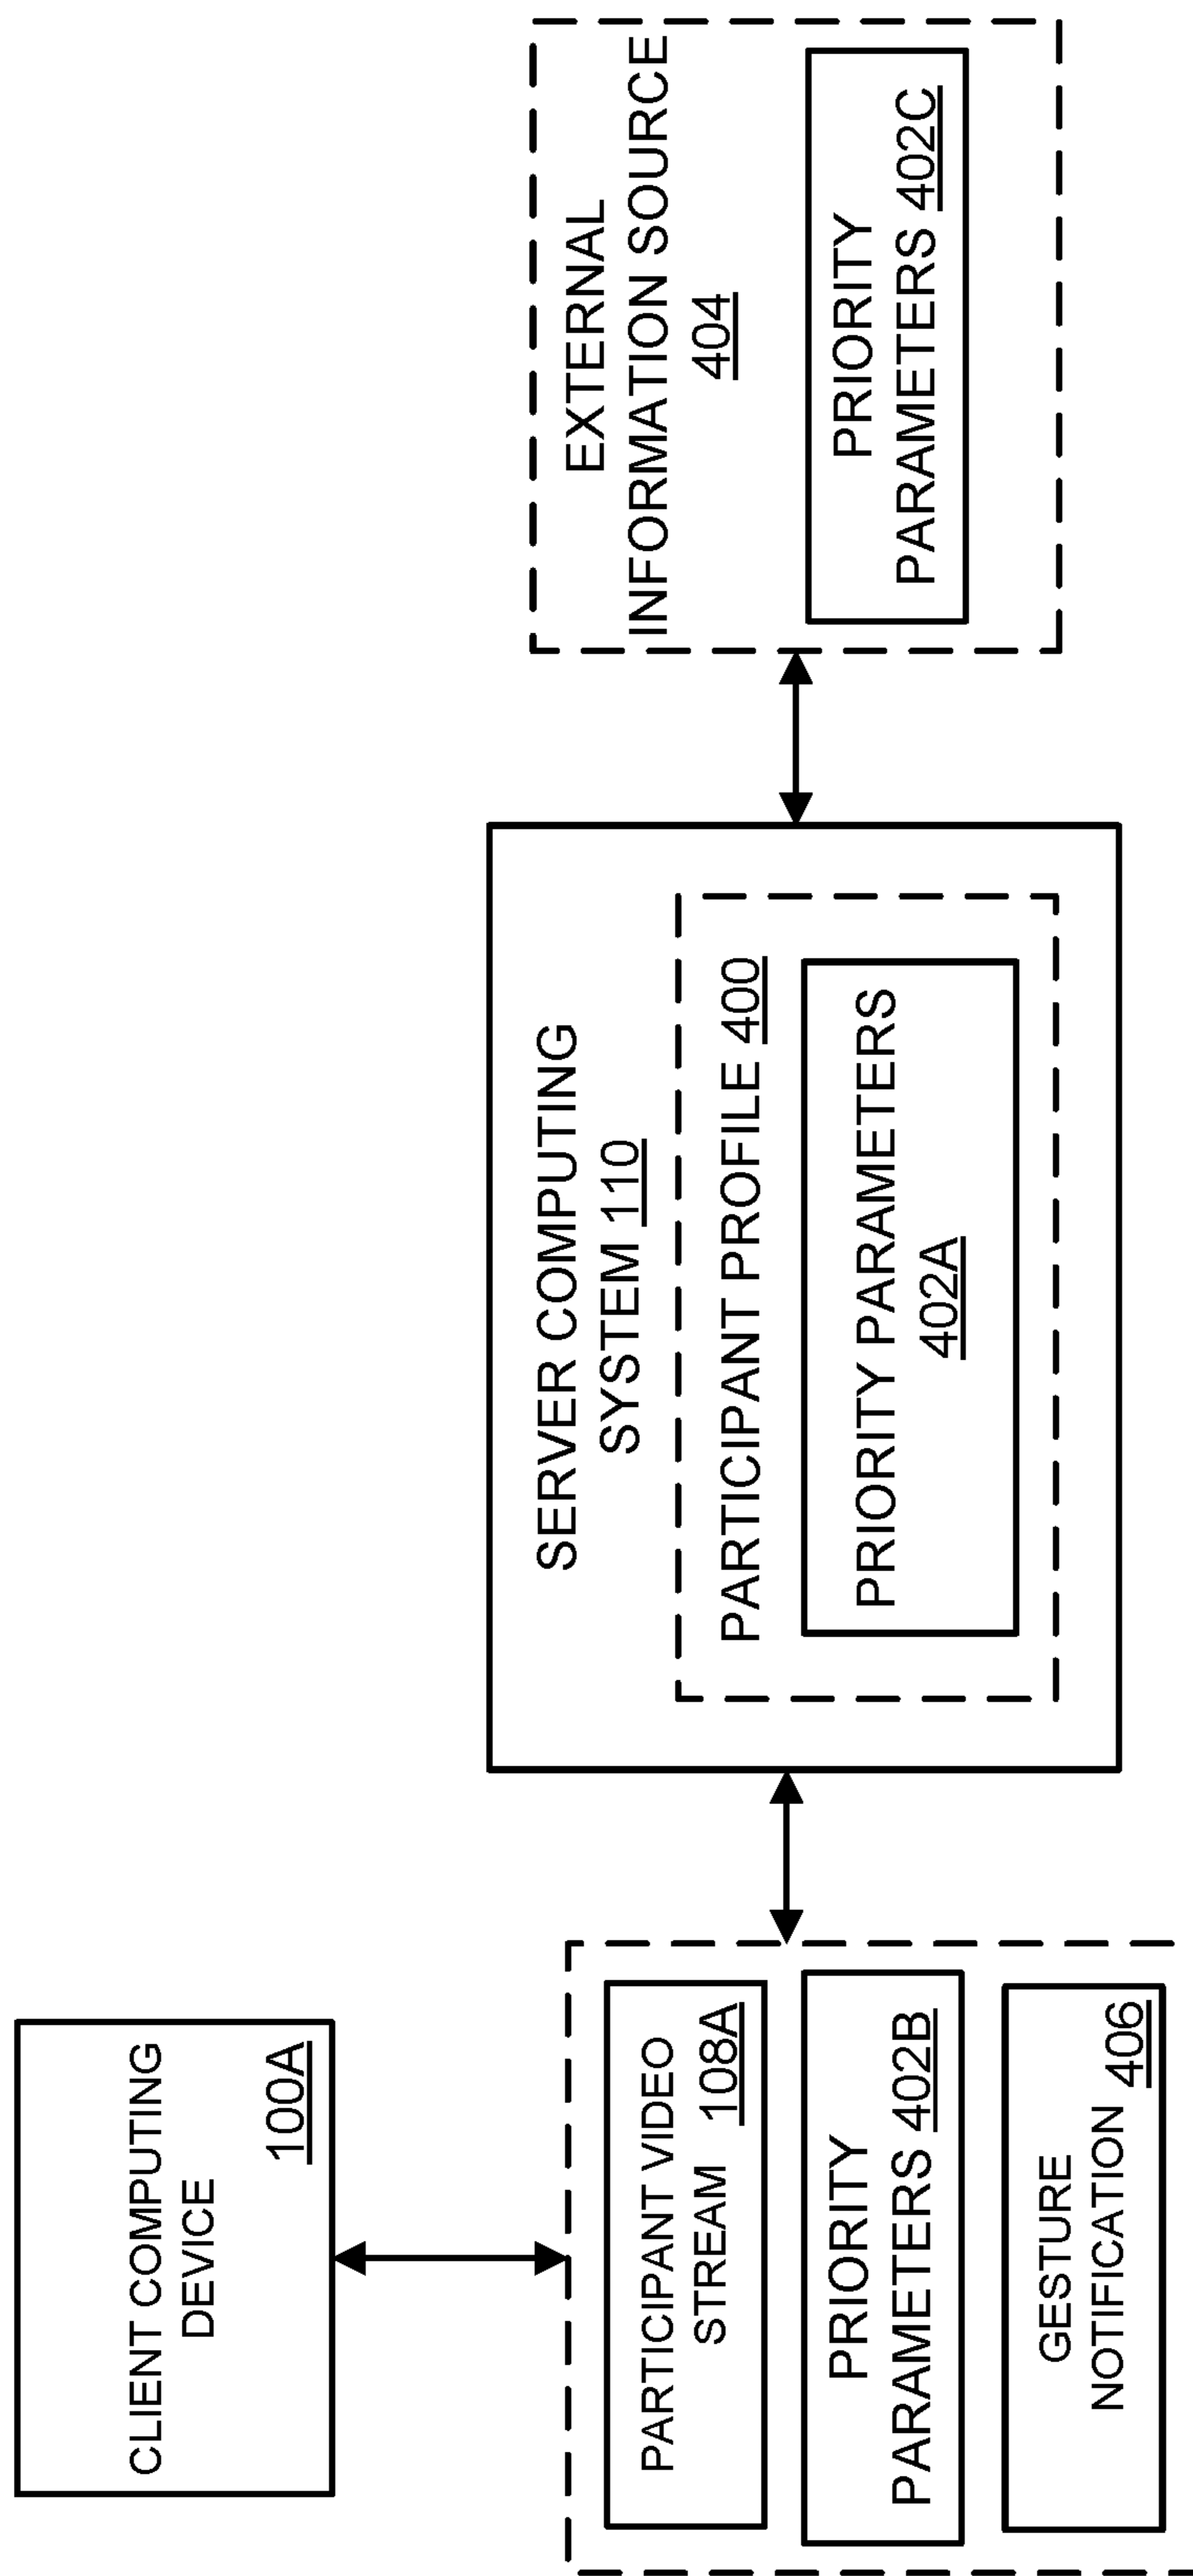 CLIENT COMPUTING
DEVICE
100A
PARTICIPANT VIDEO
STREAM 108A
PRIORITY
PARAMETERS 402B
GESTURE
NOTIFICATION 406
SERVER COMPUTING
SYSTEM 110
PARTICIPANT PROFILE 400
PRIORITY PARAMETERS
402A
EXTERNAL
INFORMATION SOURCE
404
PRIORITY
PARAMETERS 402C